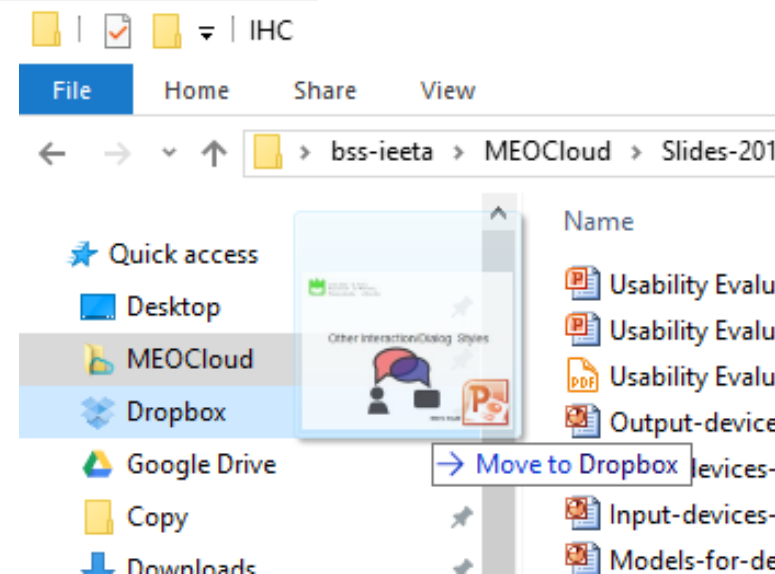 IHC
File Home Share View
bss-ieeta > MEOCloud > Slides-201
Name
Quick access
Desktop
MEOCloud
Dropbox
Google Drive
Copy
Downloads
Other Interaction/Dialog Styles
P
Move to Dropbox
Usability Evalu
Usability Evalu
PDF Usability Evalu
Output-device
levices-
Input-devices-
Models-for-de